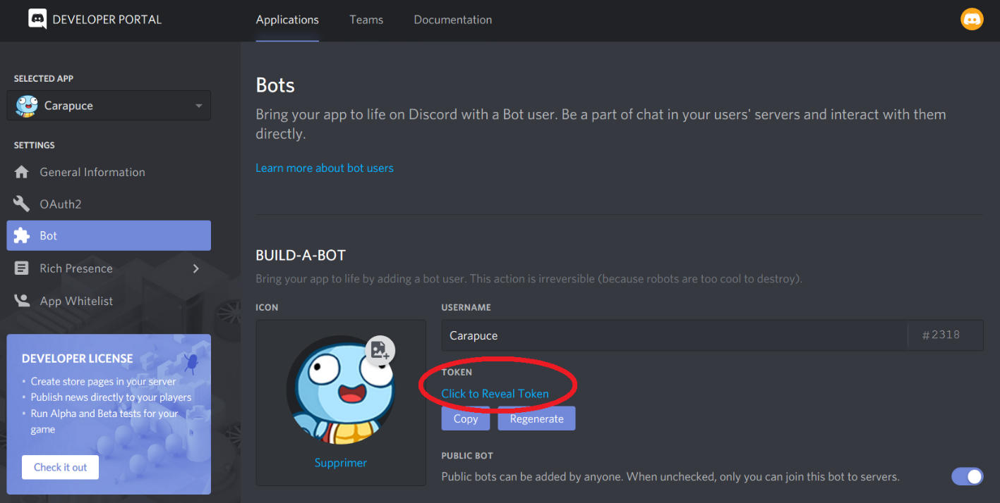 DEVELOPER PORTAL
Applications
Teams
Documentation
SELECTED APP
Carapuce
SETTINGS
General Information
OAuth2
Bot
Rich Presence
App Whitelist
DEVELOPER LICENSE
• Create store pages in your server
• Publish news directly to your players
• Run Alpha and Beta tests for your
game
Check it out
Bots
Bring your app to life on Discord with a Bot user. Be a part of chat in your users' servers and interact with them
directly.
Learn more about bot users
BUILD-A-BOT
Bring your app to life by adding a bot user. This action is irreversible (because robots are too cool to destroy).
ICON
Supprimer
USERNAME
Carapuce
#2318
TOKEN
Click to Reveal Token
Copy
Regenerate
PUBLIC BOT
Public bots can be added by anyone. When unchecked, only you can join this bot to servers.